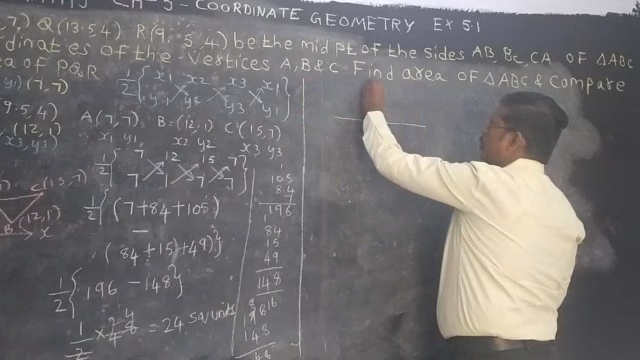 CH-5 - COORDINATE GEOMETRY EX 5.1
,7) Q(13.5,4) R(9.5,4) be the mid pt of the sides AB, BC, CA OF △ABC
dinates of the vertices A, B & C. Find area OF △ABC & Compare
ea of PQR
1/2 { x1 x2 x3 x1
y1 y2 y3 y1 }
y1) (7,7)
(9.5,4)
(12,1)
x3,y3)
A(7,7) B=(12,1) C(15,7)
x1 y1 x2 y2 x3 y3
1/2 { 7 12 15 7
7 1 7 7 }
C(15,7)
B(12,1)
1/2 { (7+84+105)
- (84+15+49) }
1/2 { 196 - 148 }
1/2 × 48 = 24 sq units
105
84
7
196
84
15
49
148
196
148
48